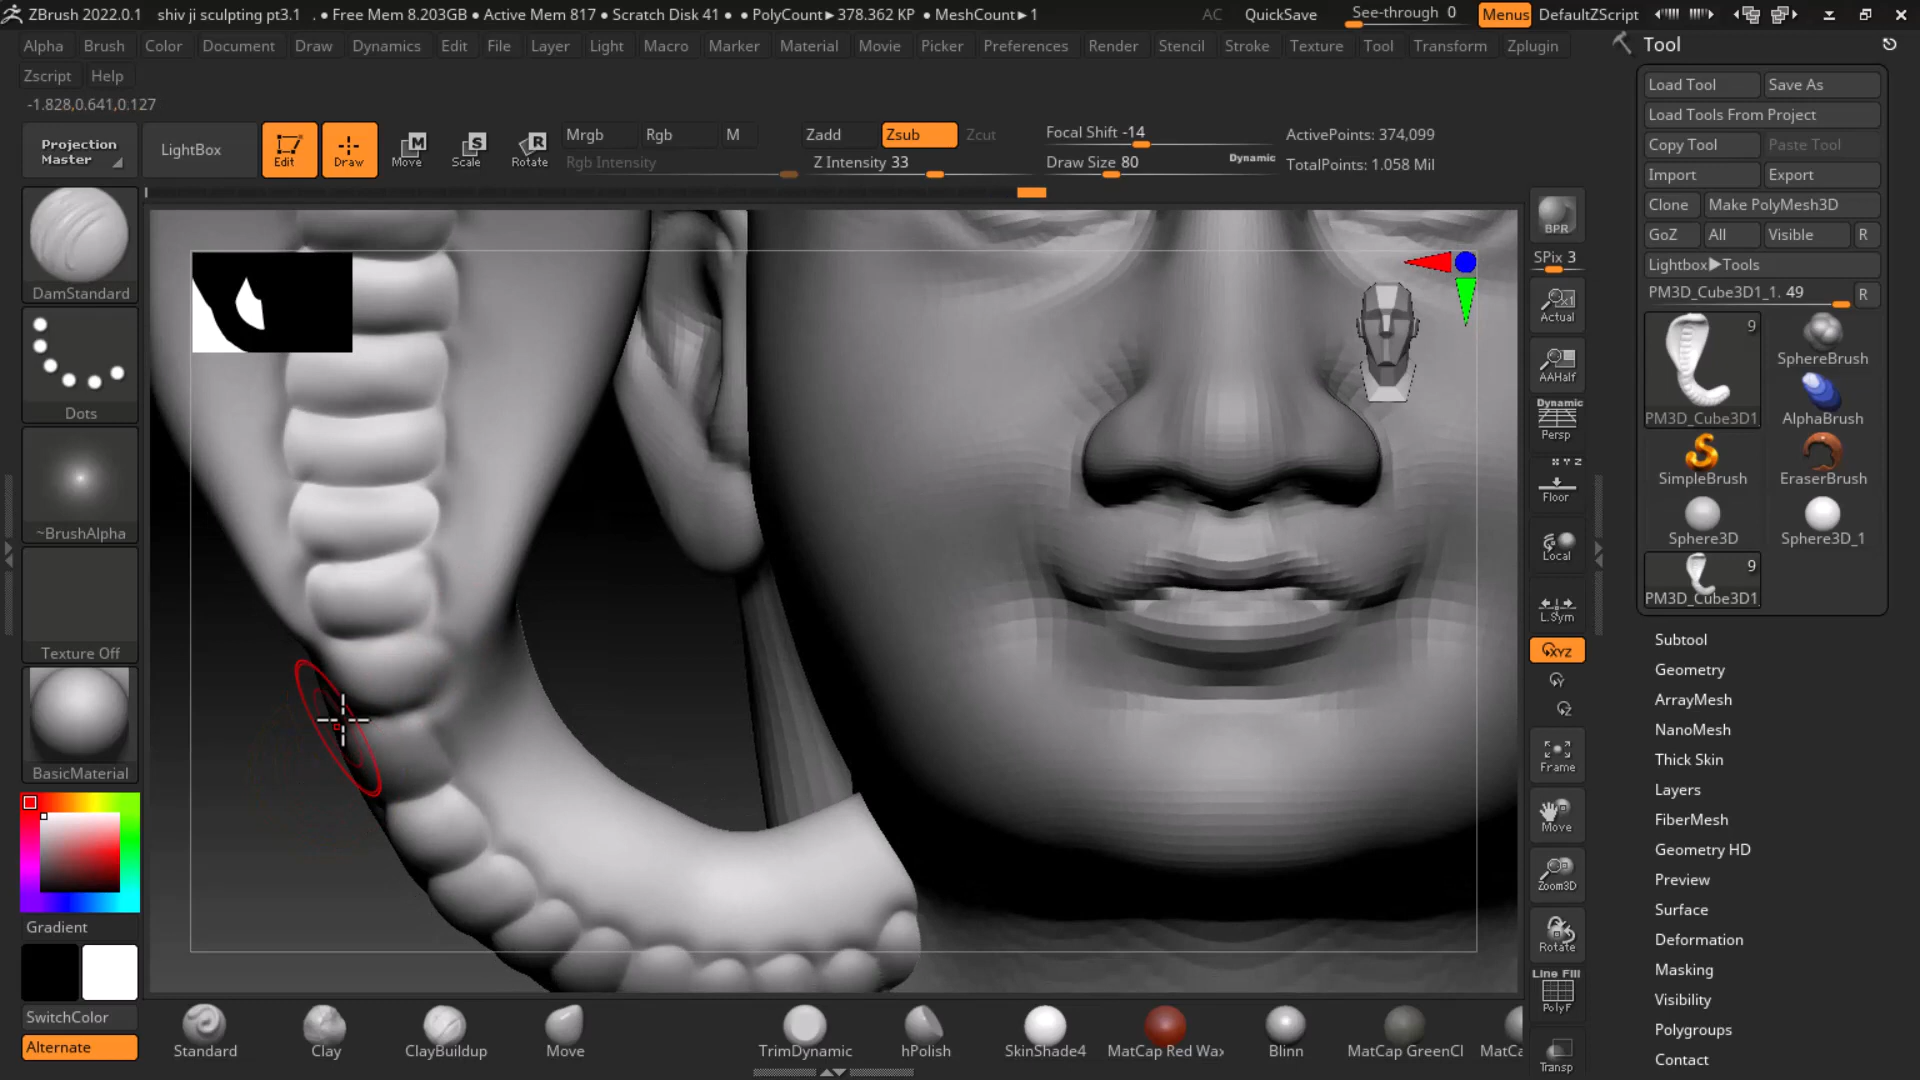 ZBrush 2022.0.1 shiv ji sculpting pt3.1 . • Free Mem 8.203GB • Active Mem 817 • Scratch Disk 41 • • PolyCount▸378.362 KP • MeshCount▸1 AC QuickSave See-through 0 Menus DefaultZScript
Alpha Brush Color Document Draw Dynamics Edit File Layer Light Macro Marker Material Movie Picker Preferences Render Stencil Stroke Texture Tool Transform Zplugin
Zscript Help
-1.828,0.641,0.127
Projection Master
LightBox
Edit
Draw
Move
Scale
Rotate
Mrgb Rgb M
Rgb Intensity
Zadd Zsub Zcut
Z Intensity 33
Focal Shift -14
Draw Size 80 Dynamic
ActivePoints: 374,099
TotalPoints: 1.058 Mil
DamStandard
Dots
~BrushAlpha
Texture Off
BasicMaterial
Gradient
SwitchColor
Alternate
BPR
SPix 3
Actual
AAHalf
Dynamic
Persp
X Y Z
Floor
Local
L.Sym
XYZ
Y
Z
Frame
Move
Zoom3D
Rotate
Line Fill
PolyF
Transp
Tool
Load Tool Save As
Load Tools From Project
Copy Tool Paste Tool
Import Export
Clone Make PolyMesh3D
GoZ All Visible R
Lightbox▸Tools
PM3D_Cube3D1_1. 49 R
9
PM3D_Cube3D1
SphereBrush
AlphaBrush
SimpleBrush
EraserBrush
Sphere3D
Sphere3D_1
9
PM3D_Cube3D1
Subtool
Geometry
ArrayMesh
NanoMesh
Thick Skin
Layers
FiberMesh
Geometry HD
Preview
Surface
Deformation
Masking
Visibility
Polygroups
Contact
Standard Clay ClayBuildup Move TrimDynamic hPolish SkinShade4 MatCap Red Wax Blinn MatCap GreenCl MatCa